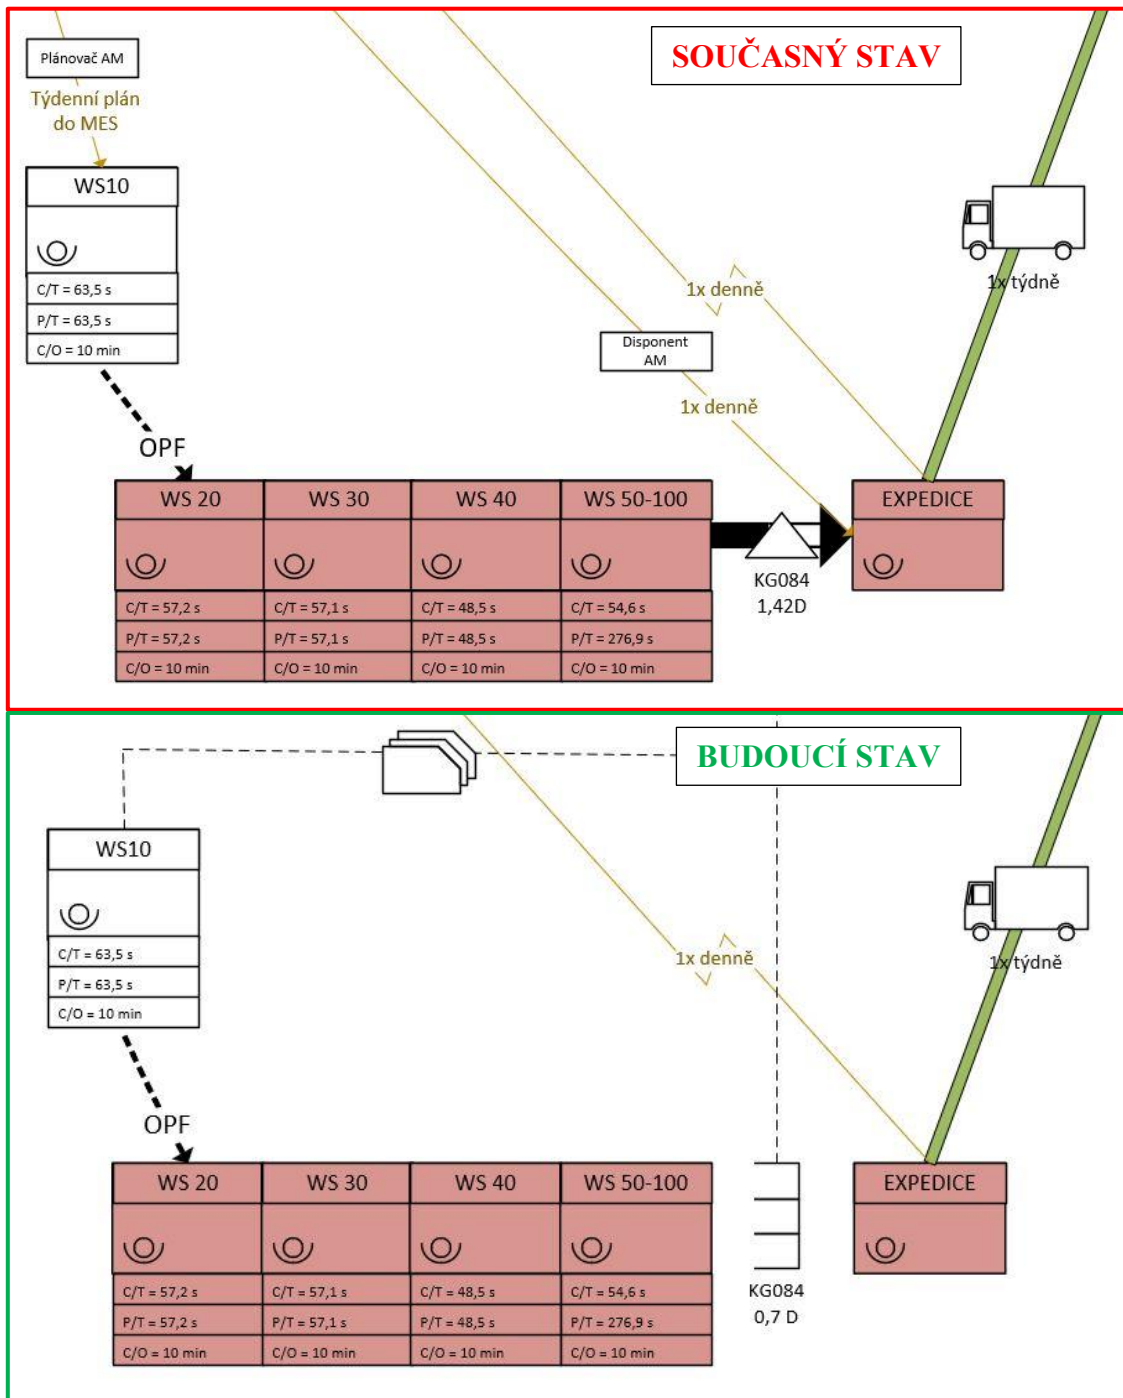 SOUČASNÝ STAV
Plánovač AM
Týdenní plán
do MES
WS10
C/T = 63,5 s
P/T = 63,5 s
C/O = 10 min
OPF
1x denně
Disponent
AM
1x denně
1x týdně
WS 20
WS 30
WS 40
WS 50-100
EXPEDICE
C/T = 57,2 s
C/T = 57,1 s
C/T = 48,5 s
C/T = 54,6 s
P/T = 57,2 s
P/T = 57,1 s
P/T = 48,5 s
P/T = 276,9 s
C/O = 10 min
C/O = 10 min
C/O = 10 min
C/O = 10 min
KG084
1,42D
BUDOUCÍ STAV
WS10
C/T = 63,5 s
P/T = 63,5 s
C/O = 10 min
OPF
1x denně
1x týdně
WS 20
WS 30
WS 40
WS 50-100
EXPEDICE
C/T = 57,2 s
C/T = 57,1 s
C/T = 48,5 s
C/T = 54,6 s
P/T = 57,2 s
P/T = 57,1 s
P/T = 48,5 s
P/T = 276,9 s
C/O = 10 min
C/O = 10 min
C/O = 10 min
C/O = 10 min
KG084
0,7 D